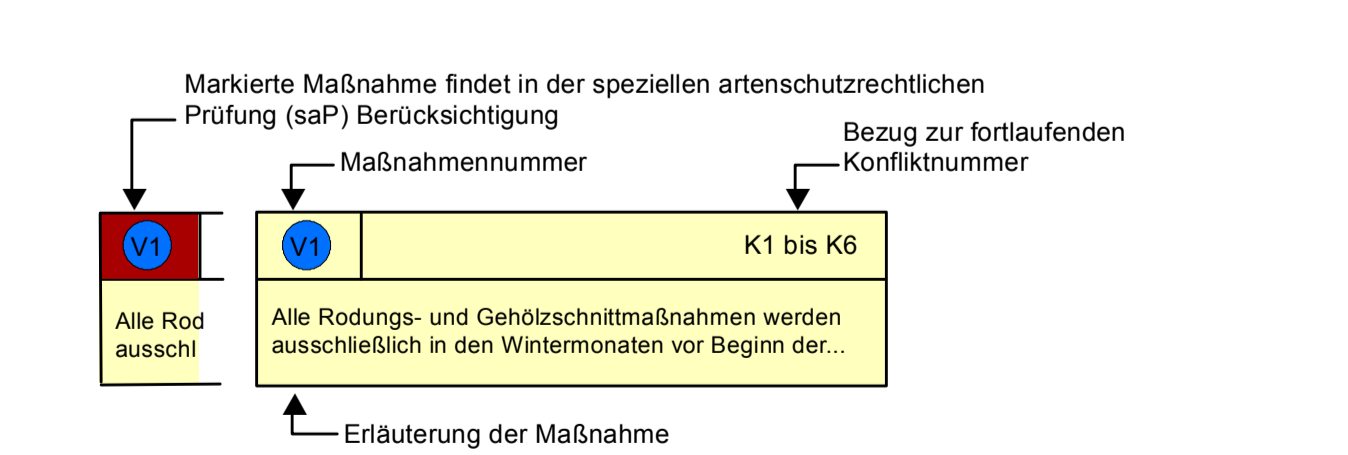 Markierte Maßnahme findet in der speziellen artenschutzrechtlichen
Prüfung (saP) Berücksichtigung
Bezug zur fortlaufenden
Konfliktnummer
Maßnahmennummer
V1
V1
K1 bis K6
Alle Rod
ausschl
Alle Rodungs- und Gehölzschnittmaßnahmen werden
ausschließlich in den Wintermonaten vor Beginn der...
Erläuterung der Maßnahme